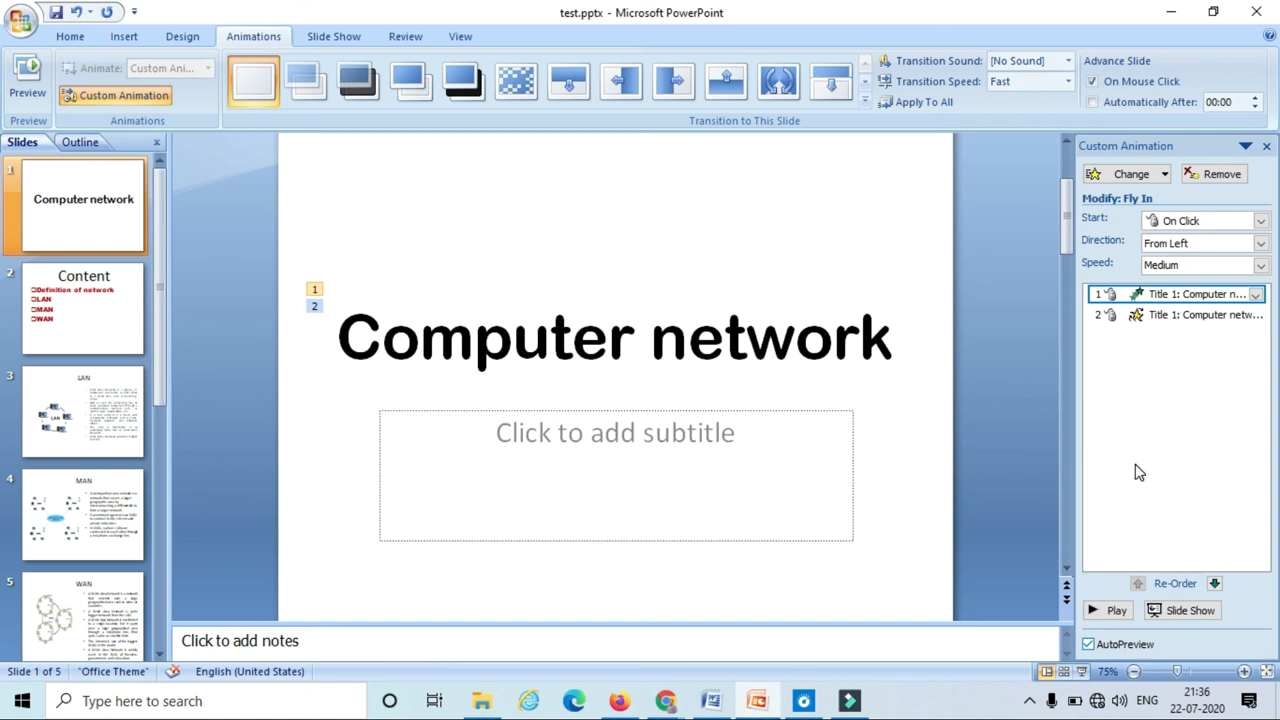 test.pptx - Microsoft PowerPoint
Home Insert Design Animations Slide Show Review View
Preview
Animate: Custom Ani...
Custom Animation
Transition Sound: [No Sound]
Transition Speed: Fast
Apply To All
Advance Slide
On Mouse Click
Automatically After: 00:00
Preview Animations Transition to This Slide
Slides Outline
1
Computer network
2
Content
Definition of network
LAN
MAN
WAN
3
LAN
LAN
4
MAN
5
WAN
1
2
Computer network
Click to add subtitle
Click to add notes
Custom Animation
Change Remove
Modify: Fly In
Start: On Click
Direction: From Left
Speed: Medium
1 Title 1: Computer n...
2 Title 1: Computer netw...
Re-Order
Play Slide Show
AutoPreview
Slide 1 of 5 "Office Theme" English (United States) 75%
Type here to search
ENG
21:36
22-07-2020